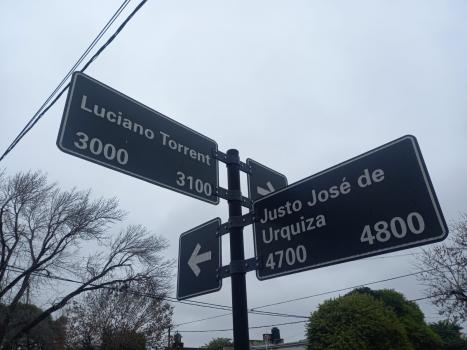 Luciano Torrent
3000 3100
Justo José de
Urquiza
4700 4800